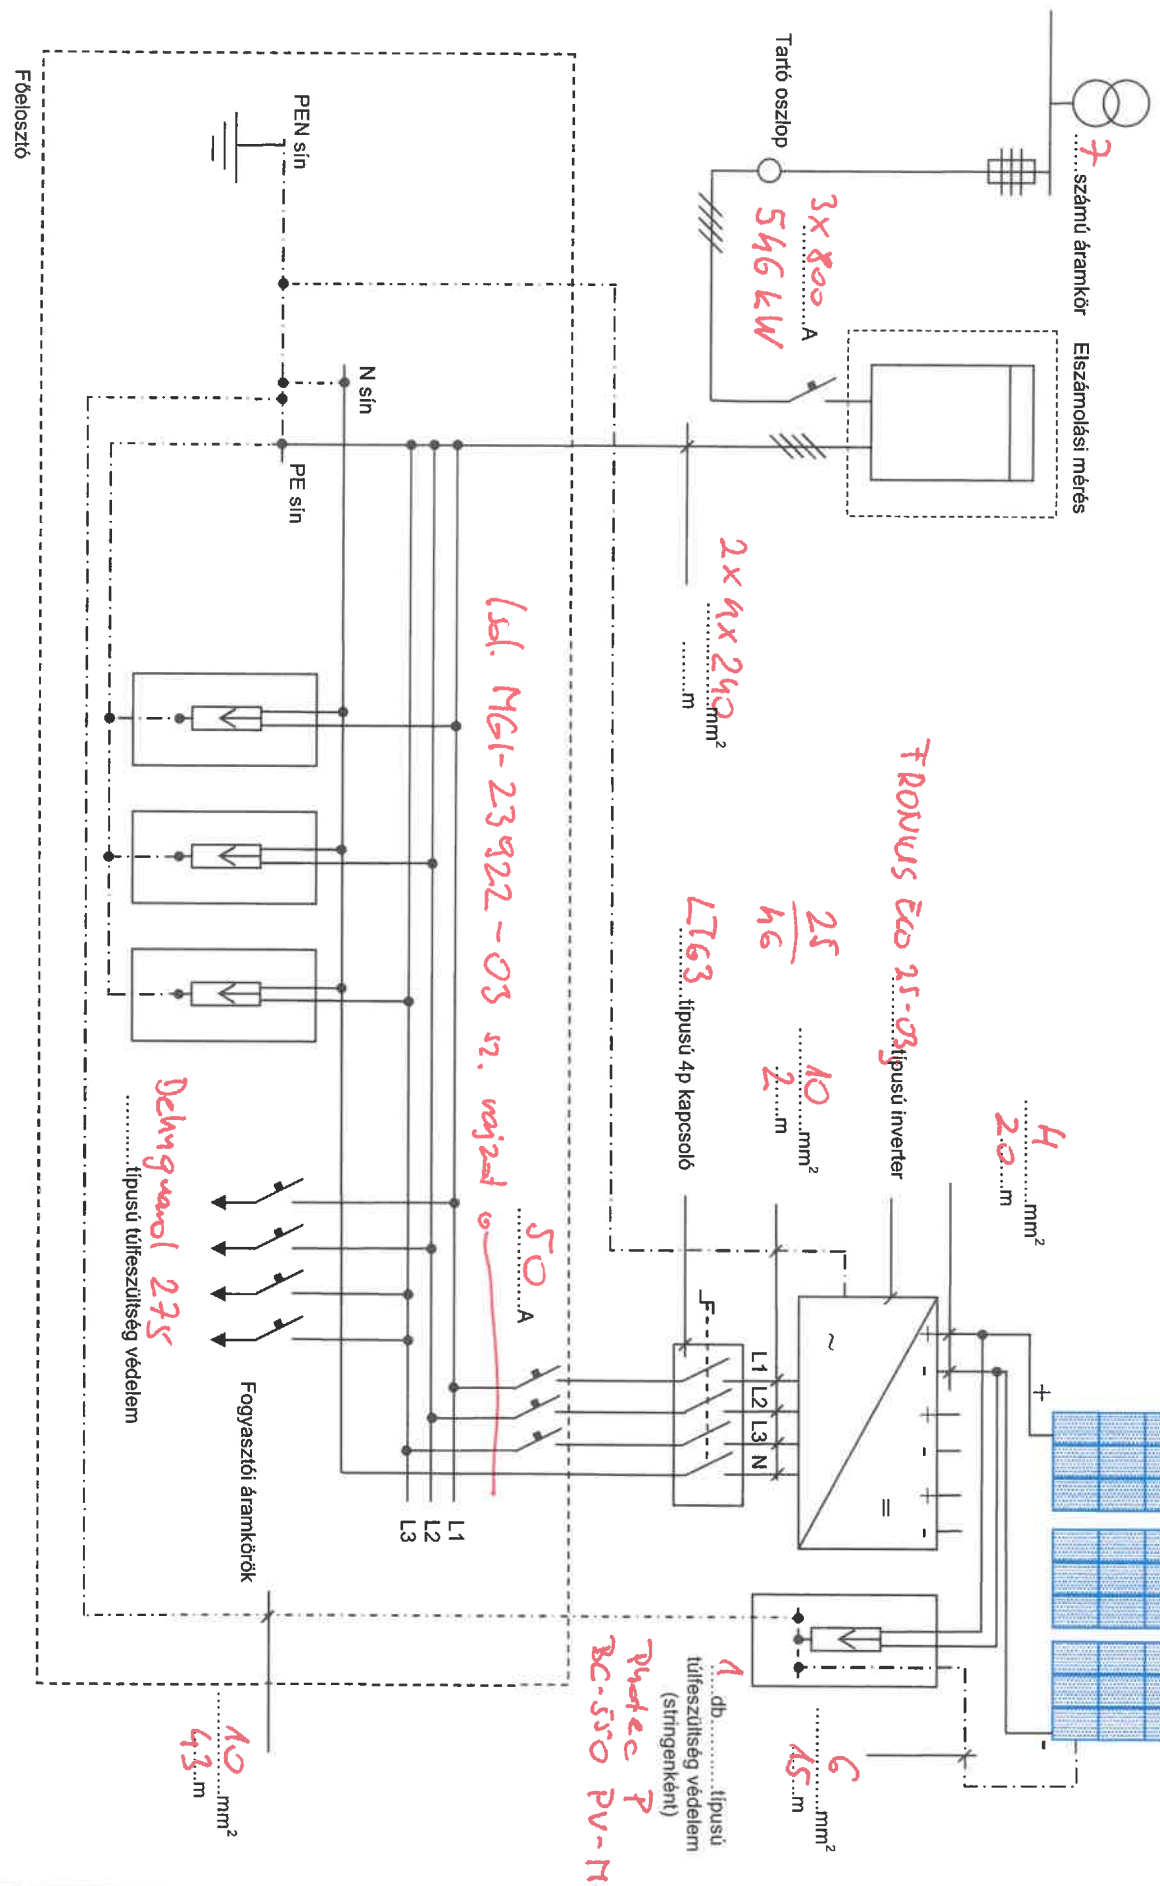 7 számú áramkör
Elszámolási mérés
Tartó oszlop
3x800 A
546 kW
2x4x240 mm²
m
FRONIUS Eco 25-03 típusú inverter
4 mm²
20 m
+
-
25
46
10 mm²
2 m
LT63 típusú 4p kapcsoló
~
=
+ - + - + -
L1
L2
L3
N
1 db típusú
túlfeszültség védelem
(stringenként)
BC-550 PV-M
6 mm²
15 m
50 A
MGI-23922-03 sz. rajzot
Főelosztó
PEN sín
N sín
PE sín
Dehnguard 275
típusú túlfeszültség védelem
Fogyasztói áramkörök
L1
L2
L3
10 mm²
43 m